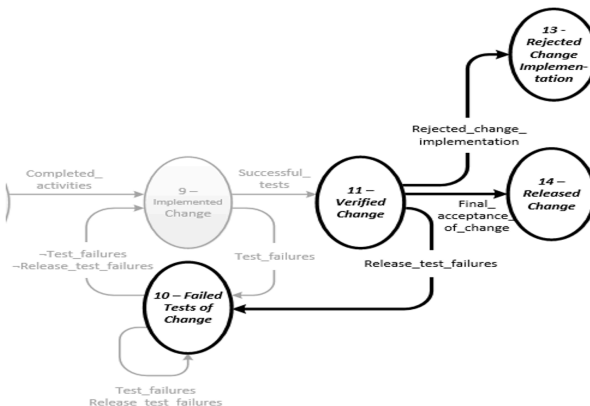 13 -
Rejected
Change
Implemen-
tation
Rejected_change_
implementation
Completed_
activities
9 –
Implemented
Change
Successful_
tests
11 –
Verified
Change
14 –
Released
Change
Final_
acceptance_
of_change
¬Test_failures
¬Release_test_failures
Test_failures
Release_test_failures
10 – Failed
Tests of
Change
Test_failures
Release_test_failures